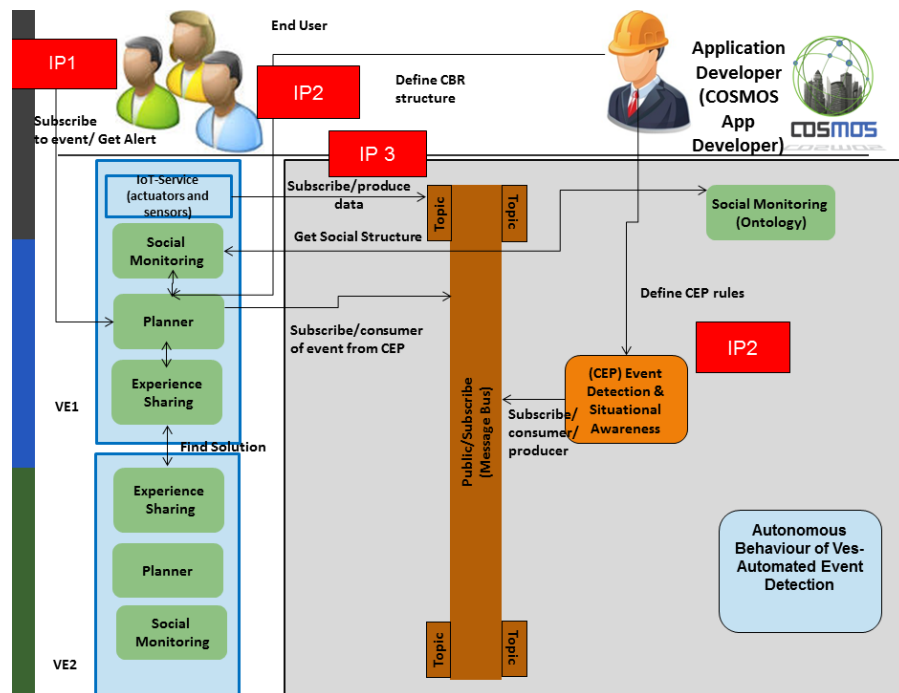 End User
IP1
IP2
Define CBR
structure
Application
Developer
(COSMOS
App
Developer)
COSMOS
Subscribe
to event/ Get Alert
IP 3
IoT-Service
(actuators and
sensors)
Subscribe/produce
data
Topic
Topic
Social Monitoring
(Ontology)
Social
Monitoring
Get Social Structure
Planner
Define CEP rules
Subscribe/consumer
of event from CEP
IP2
Experience
Sharing
(CEP) Event
Detection &
Situational
Awareness
VE1
Subscribe/
consumer/
producer
Public/Subscribe
(Message Bus)
Find Solution
Experience
Sharing
Autonomous
Behaviour of Ves-
Automated Event
Detection
Planner
Social
Monitoring
Topic
Topic
VE2